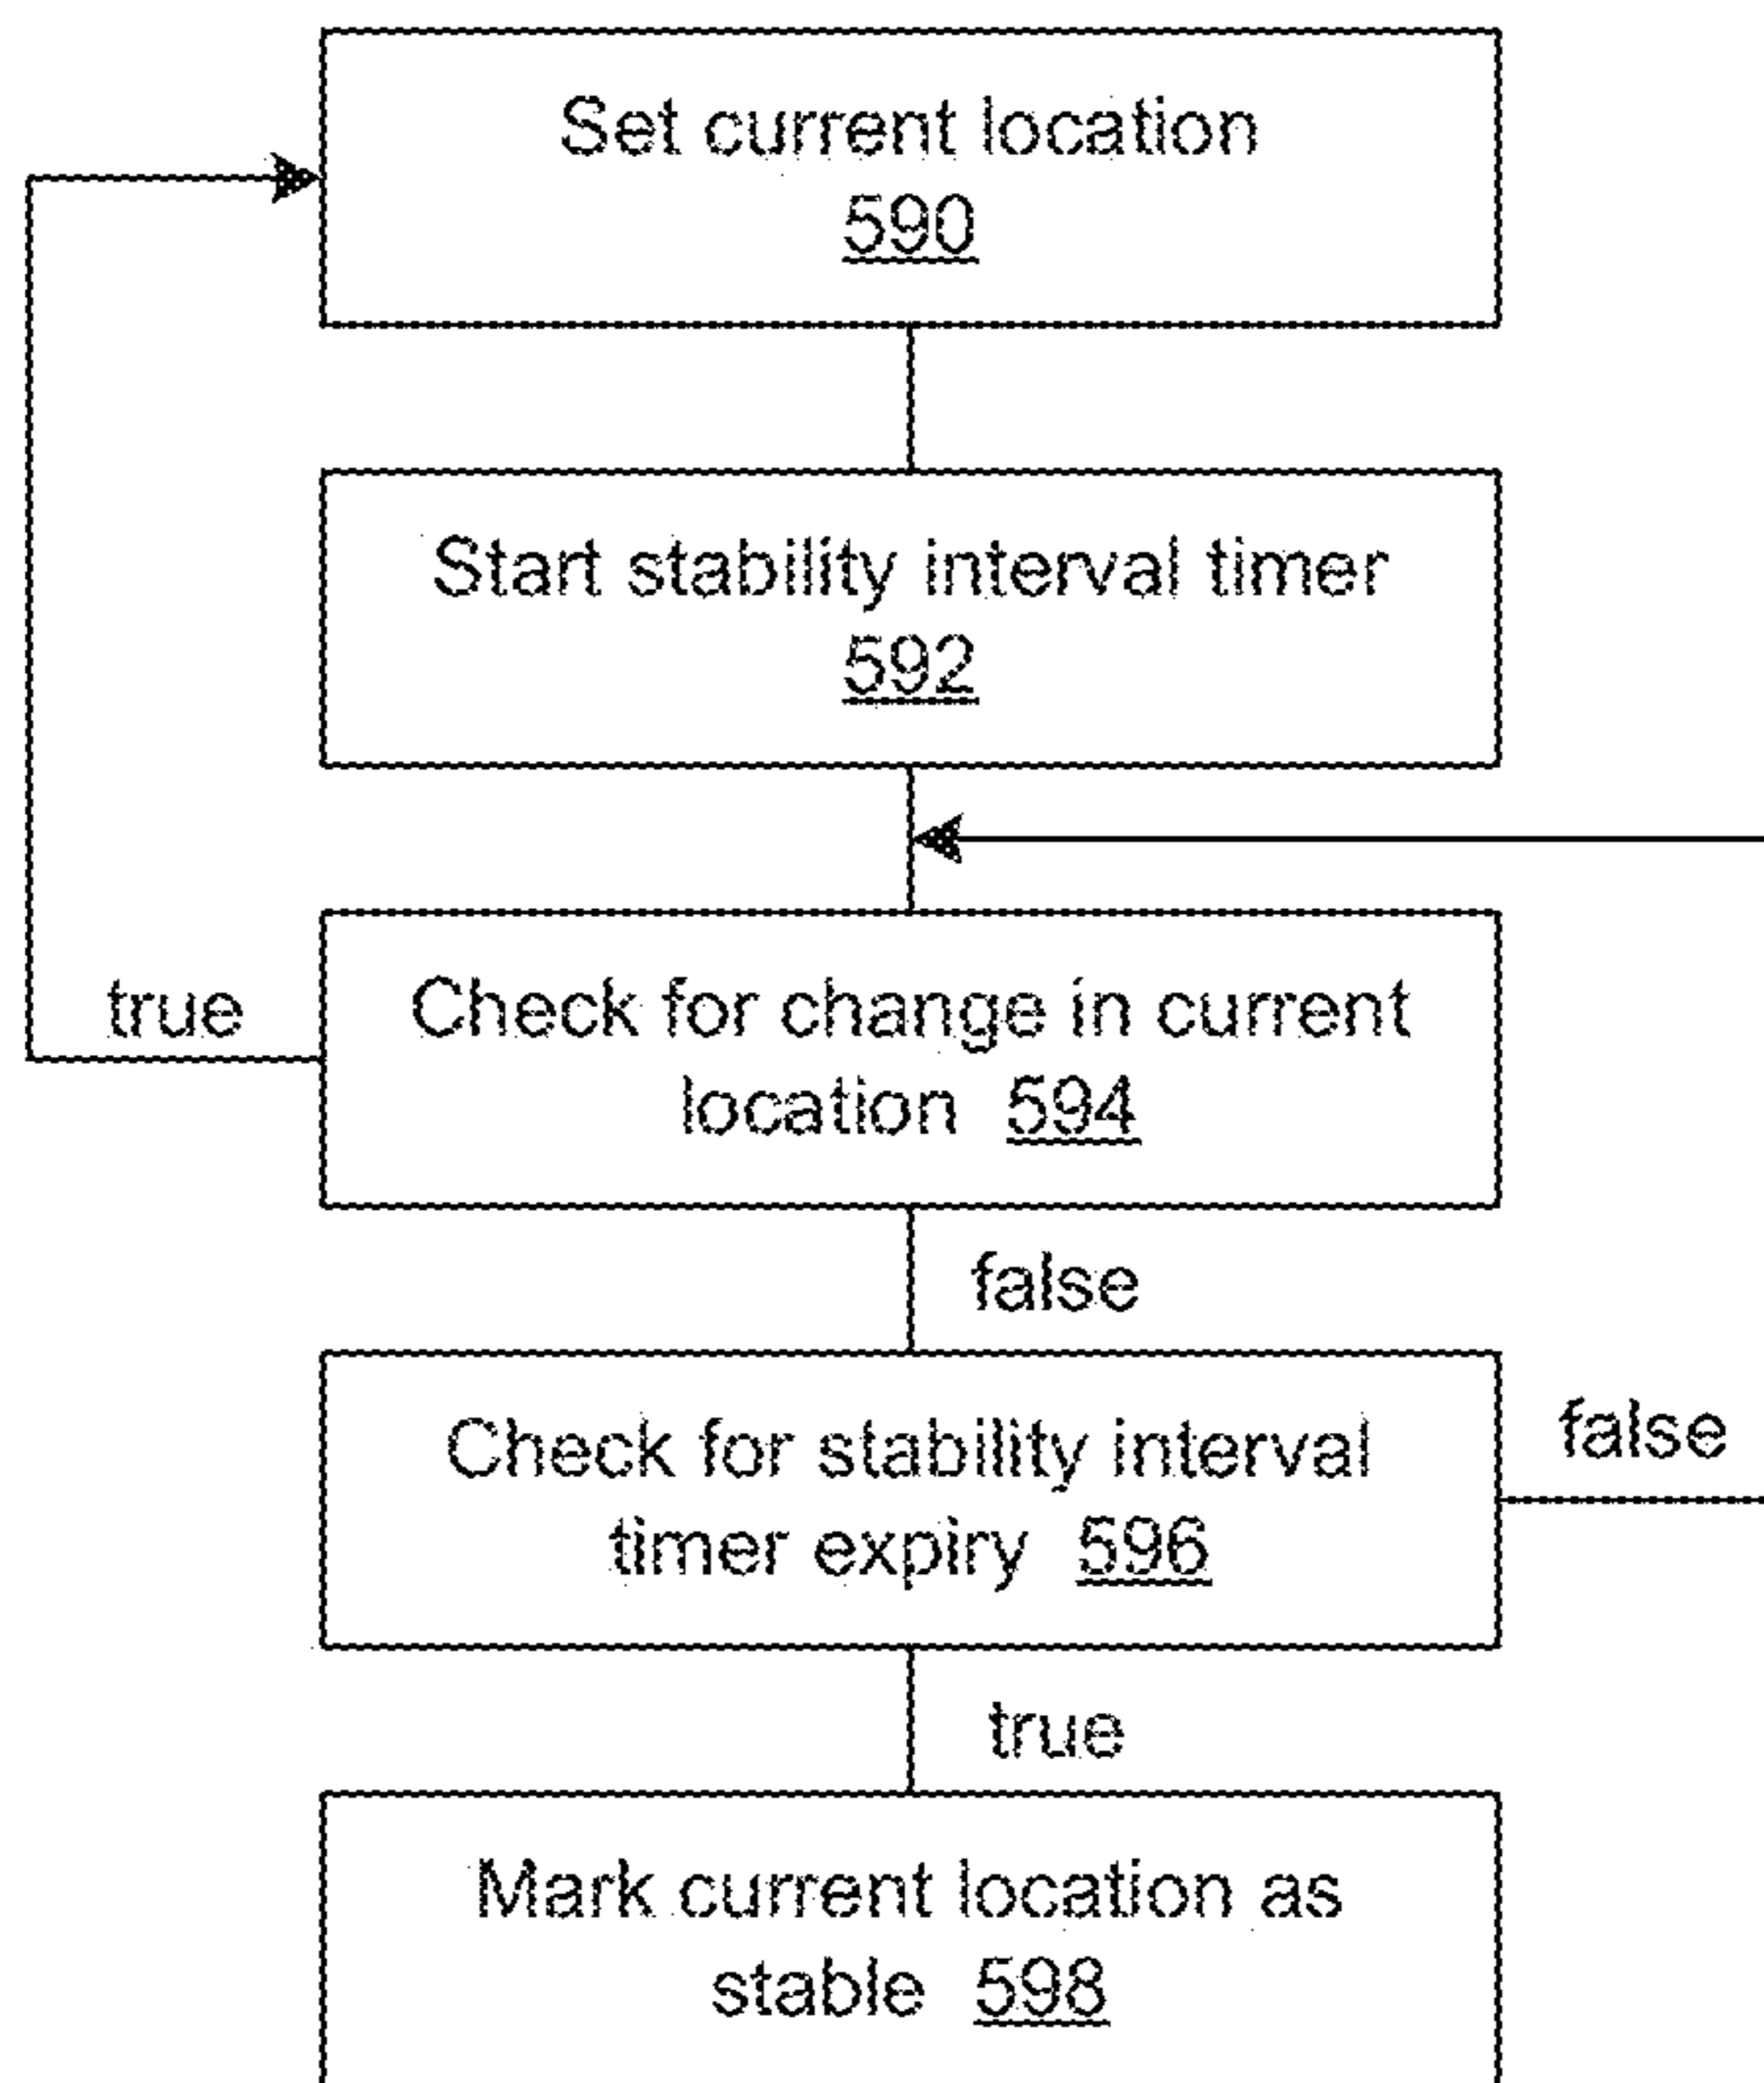 Set current location
590
Start stability interval timer
592
true
Check for change in current
location 594
false
Check for stability interval
timer expiry 596
false
true
Mark current location as
stable 598